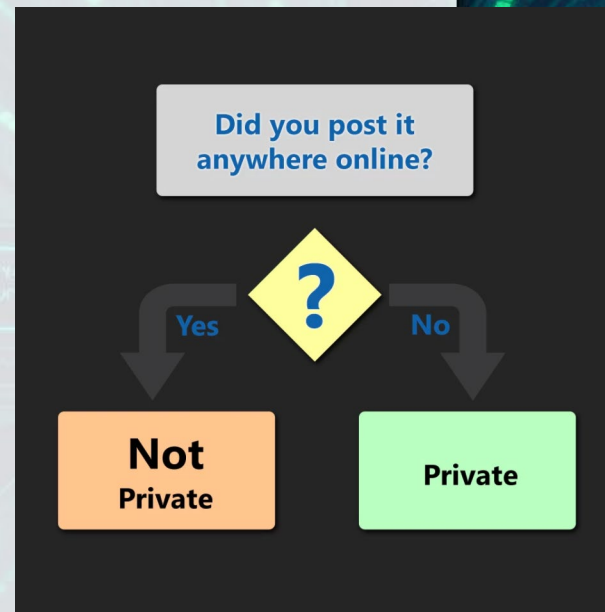 Did you post it
anywhere online?
?
Yes
No
Not
Private
Private